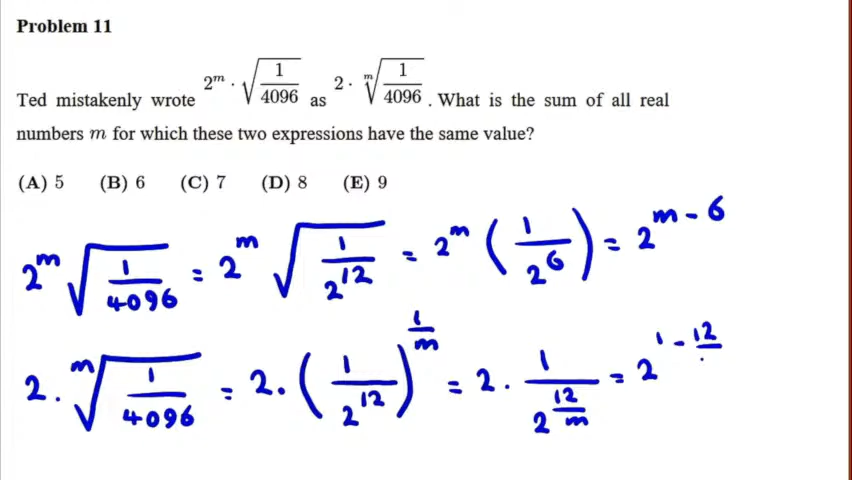 Problem 11
Ted mistakenly wrote 2^m · √(1/4096) as 2 · ᵐ√(1/4096). What is the sum of all real
numbers m for which these two expressions have the same value?
(A) 5 (B) 6 (C) 7 (D) 8 (E) 9
2^m √(1/4096) = 2^m √(1/2^12) = 2^m (1/2^6) = 2^(m-6)
2. ᵐ√(1/4096) = 2. (1/2^12)^(1/m) = 2. 1/2^(12/m) = 2^(1-12/